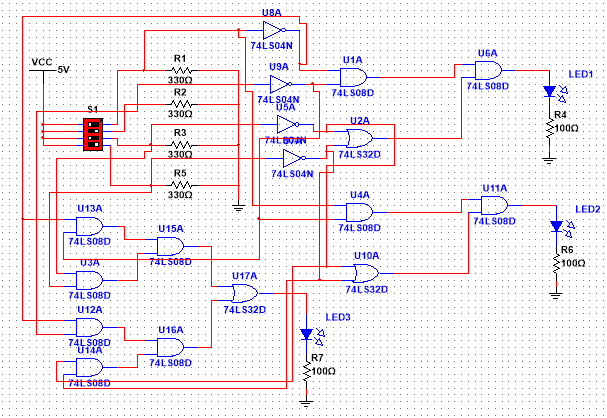 U8A
74LS04N
VCC
5V
U1A
74LS08D
U6A
74LS08D
LED1
R1
330Ω
U9A
74LS04N
R2
330Ω
S1
U5A
74LS04N
U2A
74LS32D
R4
100Ω
R3
330Ω
74LS04N
R5
330Ω
U4A
74LS08D
U11A
74LS08D
LED2
U13A
74LS08D
U15A
74LS08D
R6
100Ω
U3A
74LS08D
U17A
74LS32D
U10A
74LS32D
U12A
74LS08D
U16A
74LS08D
LED3
U14A
74LS08D
R7
100Ω